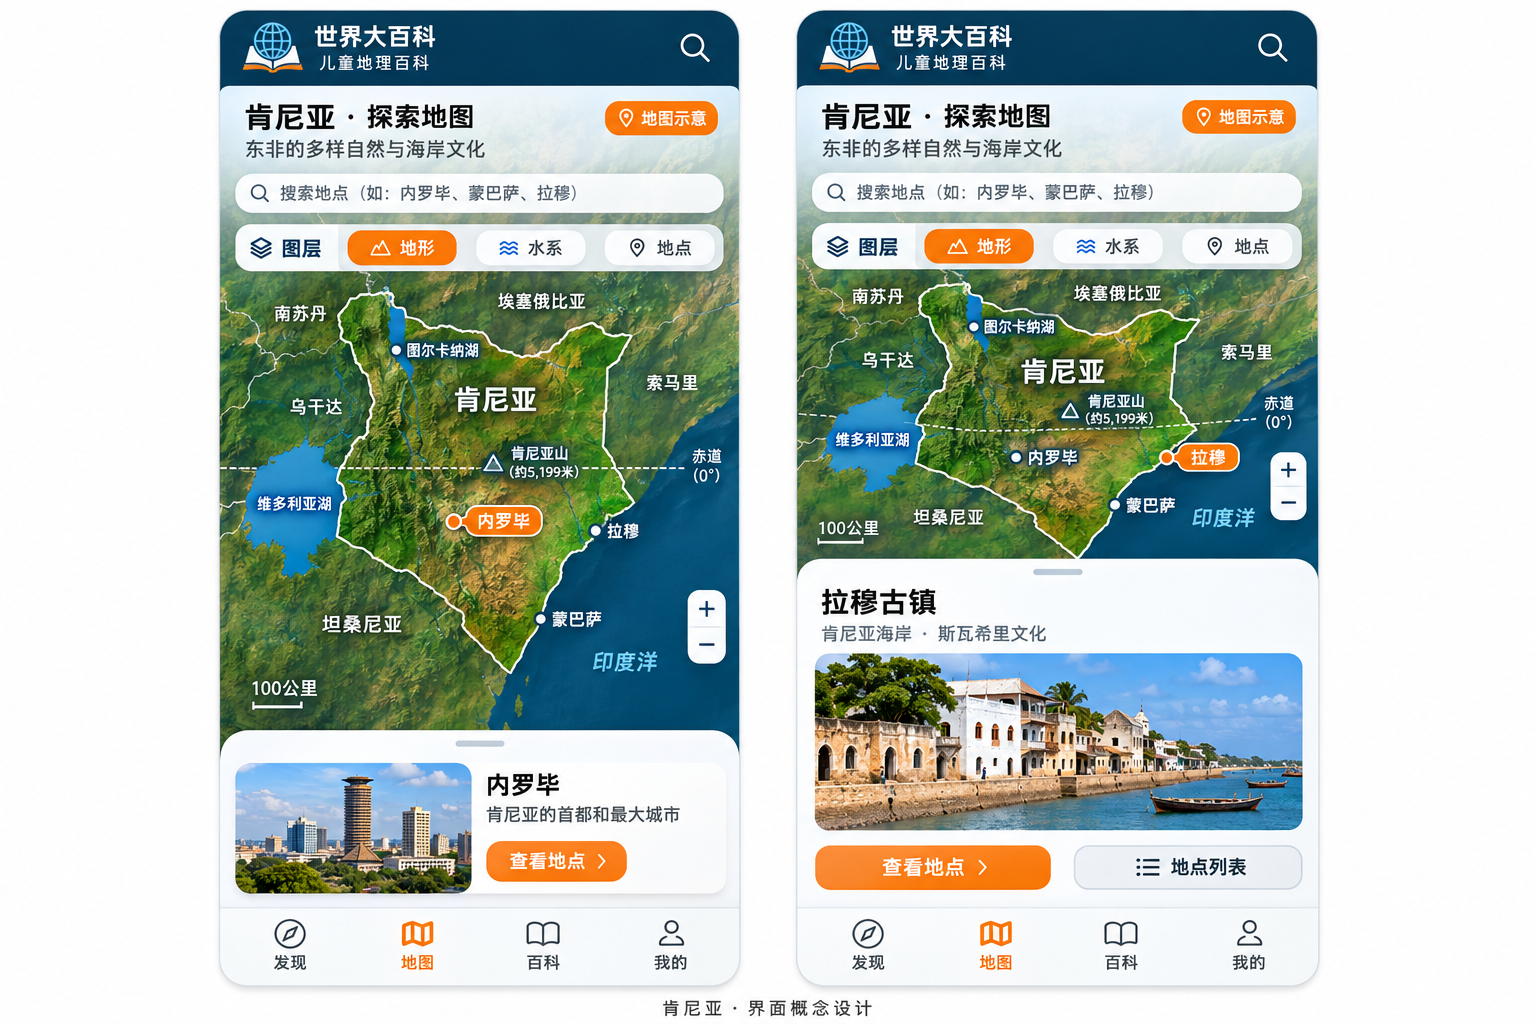 世界大百科
儿童地理百科
肯尼亚 · 探索地图
地图示意
东非的多样自然与海岸文化
搜索地点（如：内罗毕、蒙巴萨、拉穆）
图层
地形
水系
地点
南苏丹
埃塞俄比亚
图尔卡纳湖
索马里
肯尼亚
乌干达
肯尼亚山
(约5,199米)
赤道
(0°)
维多利亚湖
内罗毕
拉穆
坦桑尼亚
蒙巴萨
印度洋
100公里
+
−
内罗毕
肯尼亚的首都和最大城市
查看地点 >
发现
地图
百科
我的
世界大百科
儿童地理百科
肯尼亚 · 探索地图
地图示意
东非的多样自然与海岸文化
搜索地点（如：内罗毕、蒙巴萨、拉穆）
图层
地形
水系
地点
南苏丹
埃塞俄比亚
图尔卡纳湖
乌干达
索马里
肯尼亚
肯尼亚山
(约5,199米)
赤道
(0°)
维多利亚湖
内罗毕
拉穆
蒙巴萨
坦桑尼亚
印度洋
100公里
+
−
拉穆古镇
肯尼亚海岸 · 斯瓦希里文化
查看地点 >
地点列表
发现
地图
百科
我的
肯尼亚 · 界面概念设计